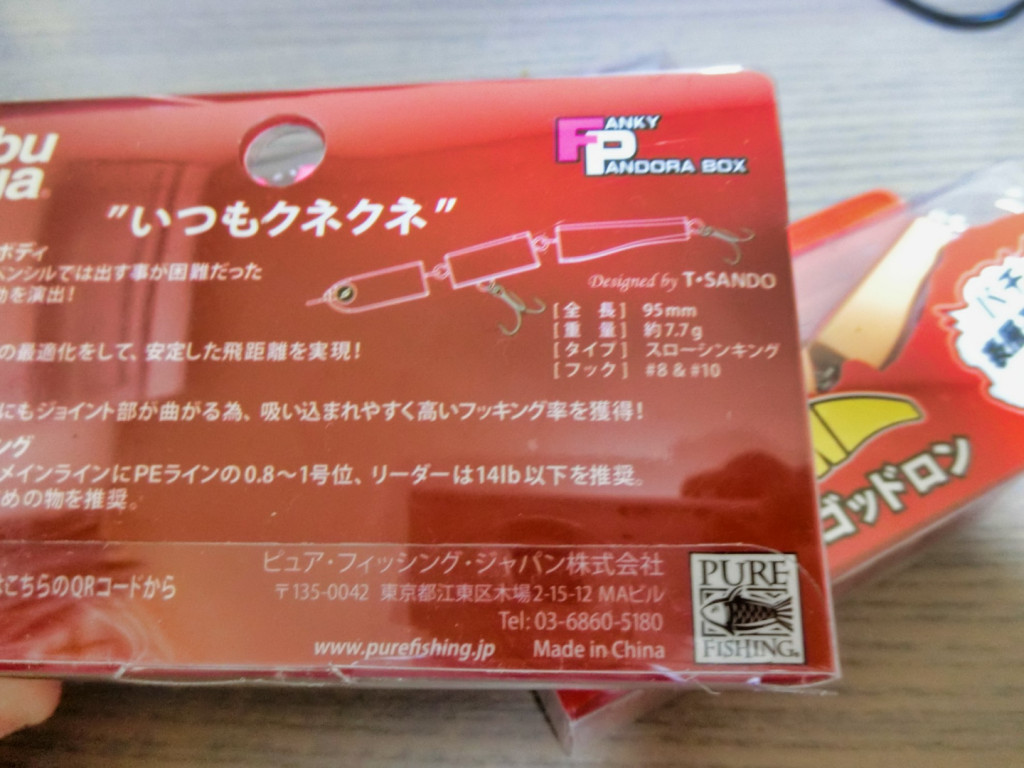 bu
FANKY
PANDORA BOX
"いつもクネクネ"
ボディ
ペンシルでは出す事が困難だった
を演出！
Designed by T・SANDO
[全 長] 95mm
[重 量] 約7.7g
[タイプ] スローシンキング
[フック] #8 & #10
の最適化をして、安定した飛距離を実現！
にもジョイント部が曲がる為、吸い込まれやすく高いフッキング率を獲得！
ング
メインラインにPEラインの0.8～1号位、リーダーは14lb以下を推奨。
めの物を推奨。
こちらのQRコードから
ピュア・フィッシング・ジャパン株式会社
〒135-0042 東京都江東区木場2-15-12 MAビル
Tel: 03-6860-5180
www.purefishing.jp Made in China
PURE
FISHING
バチ
ゴッドロン